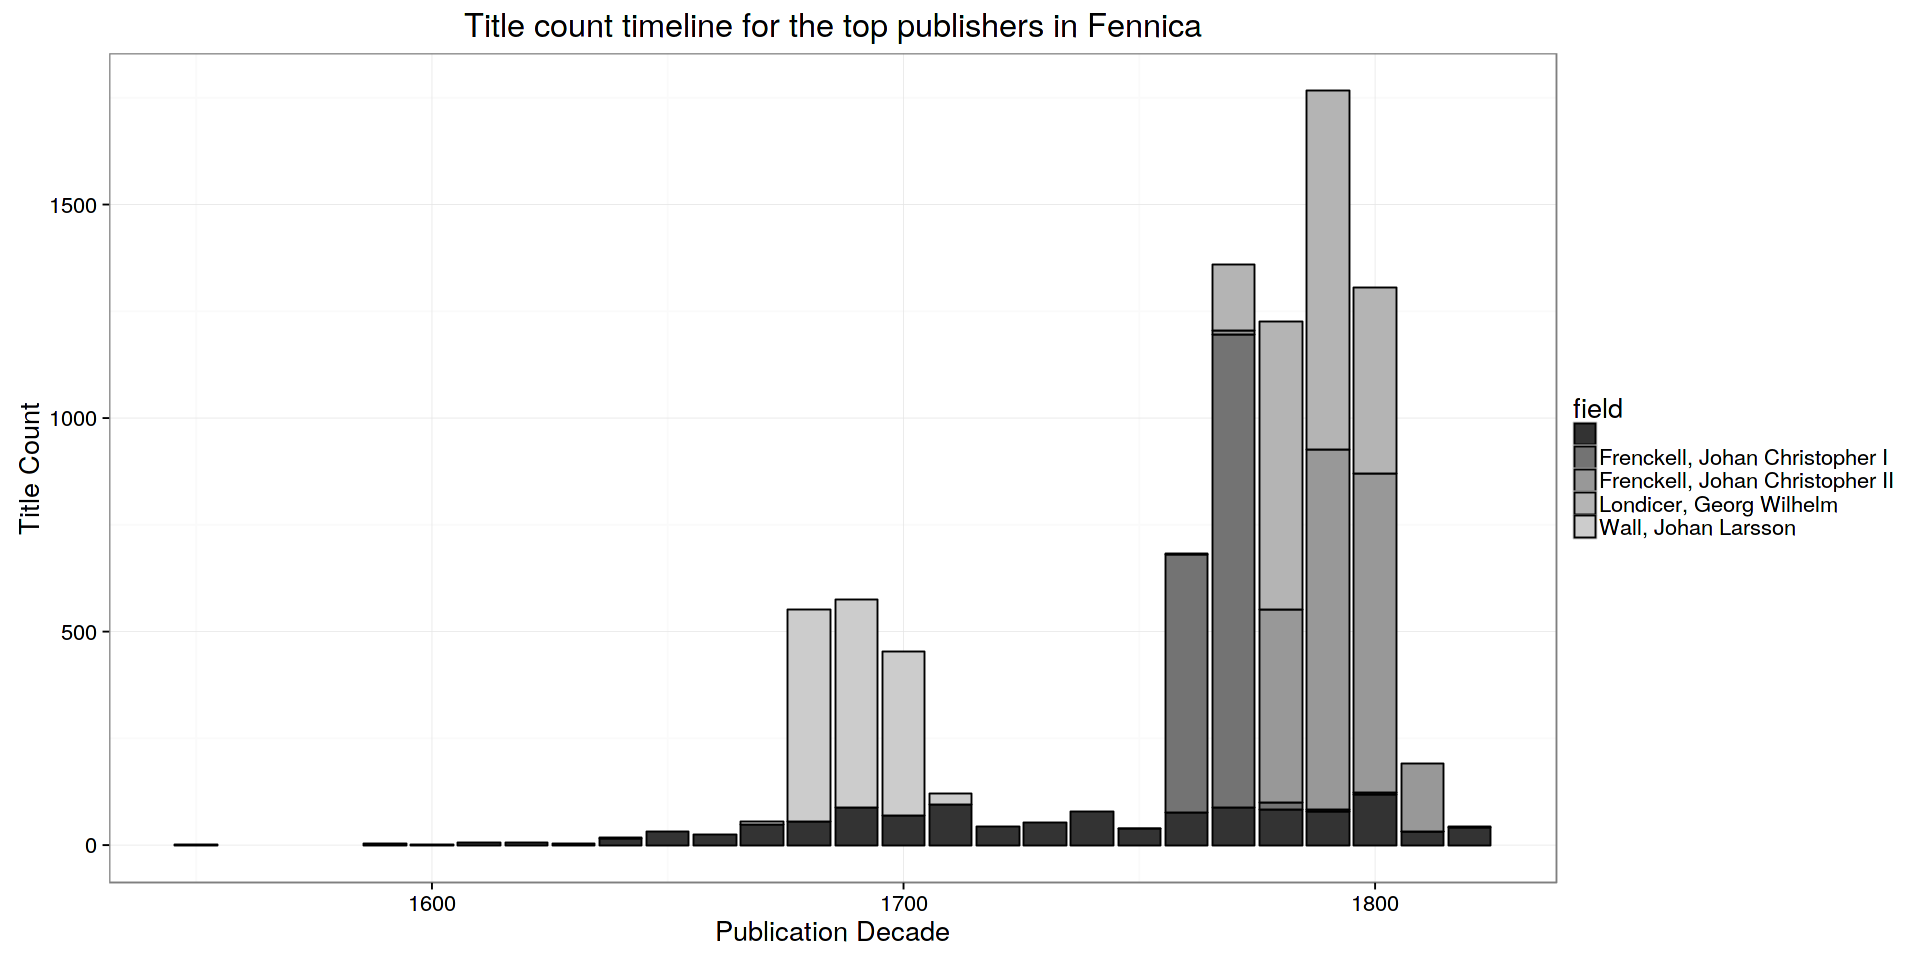 Title count timeline for the top publishers in Fennica
1500
1000
500
0
Title Count
1600
1700
1800
Publication Decade
field
Frenckell, Johan Christopher I
Frenckell, Johan Christopher II
Londicer, Georg Wilhelm
Wall, Johan Larsson